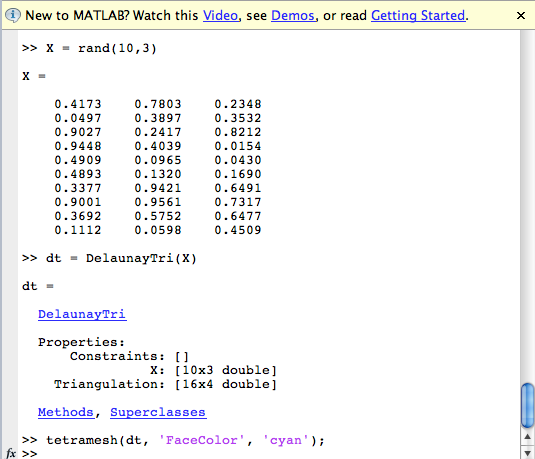 New to MATLAB? Watch this Video, see Demos, or read Getting Started.
>> X = rand(10,3)
X =
0.4173 0.7803 0.2348
0.0497 0.3897 0.3532
0.9027 0.2417 0.8212
0.9448 0.4039 0.0154
0.4909 0.0965 0.0430
0.4893 0.1320 0.1690
0.3377 0.9421 0.6491
0.9001 0.9561 0.7317
0.3692 0.5752 0.6477
0.1112 0.0598 0.4509
>> dt = DelaunayTri(X)
dt =
DelaunayTri
Properties:
Constraints: []
X: [10x3 double]
Triangulation: [16x4 double]
Methods, Superclasses
>> tetramesh(dt, 'FaceColor', 'cyan');
fx >>